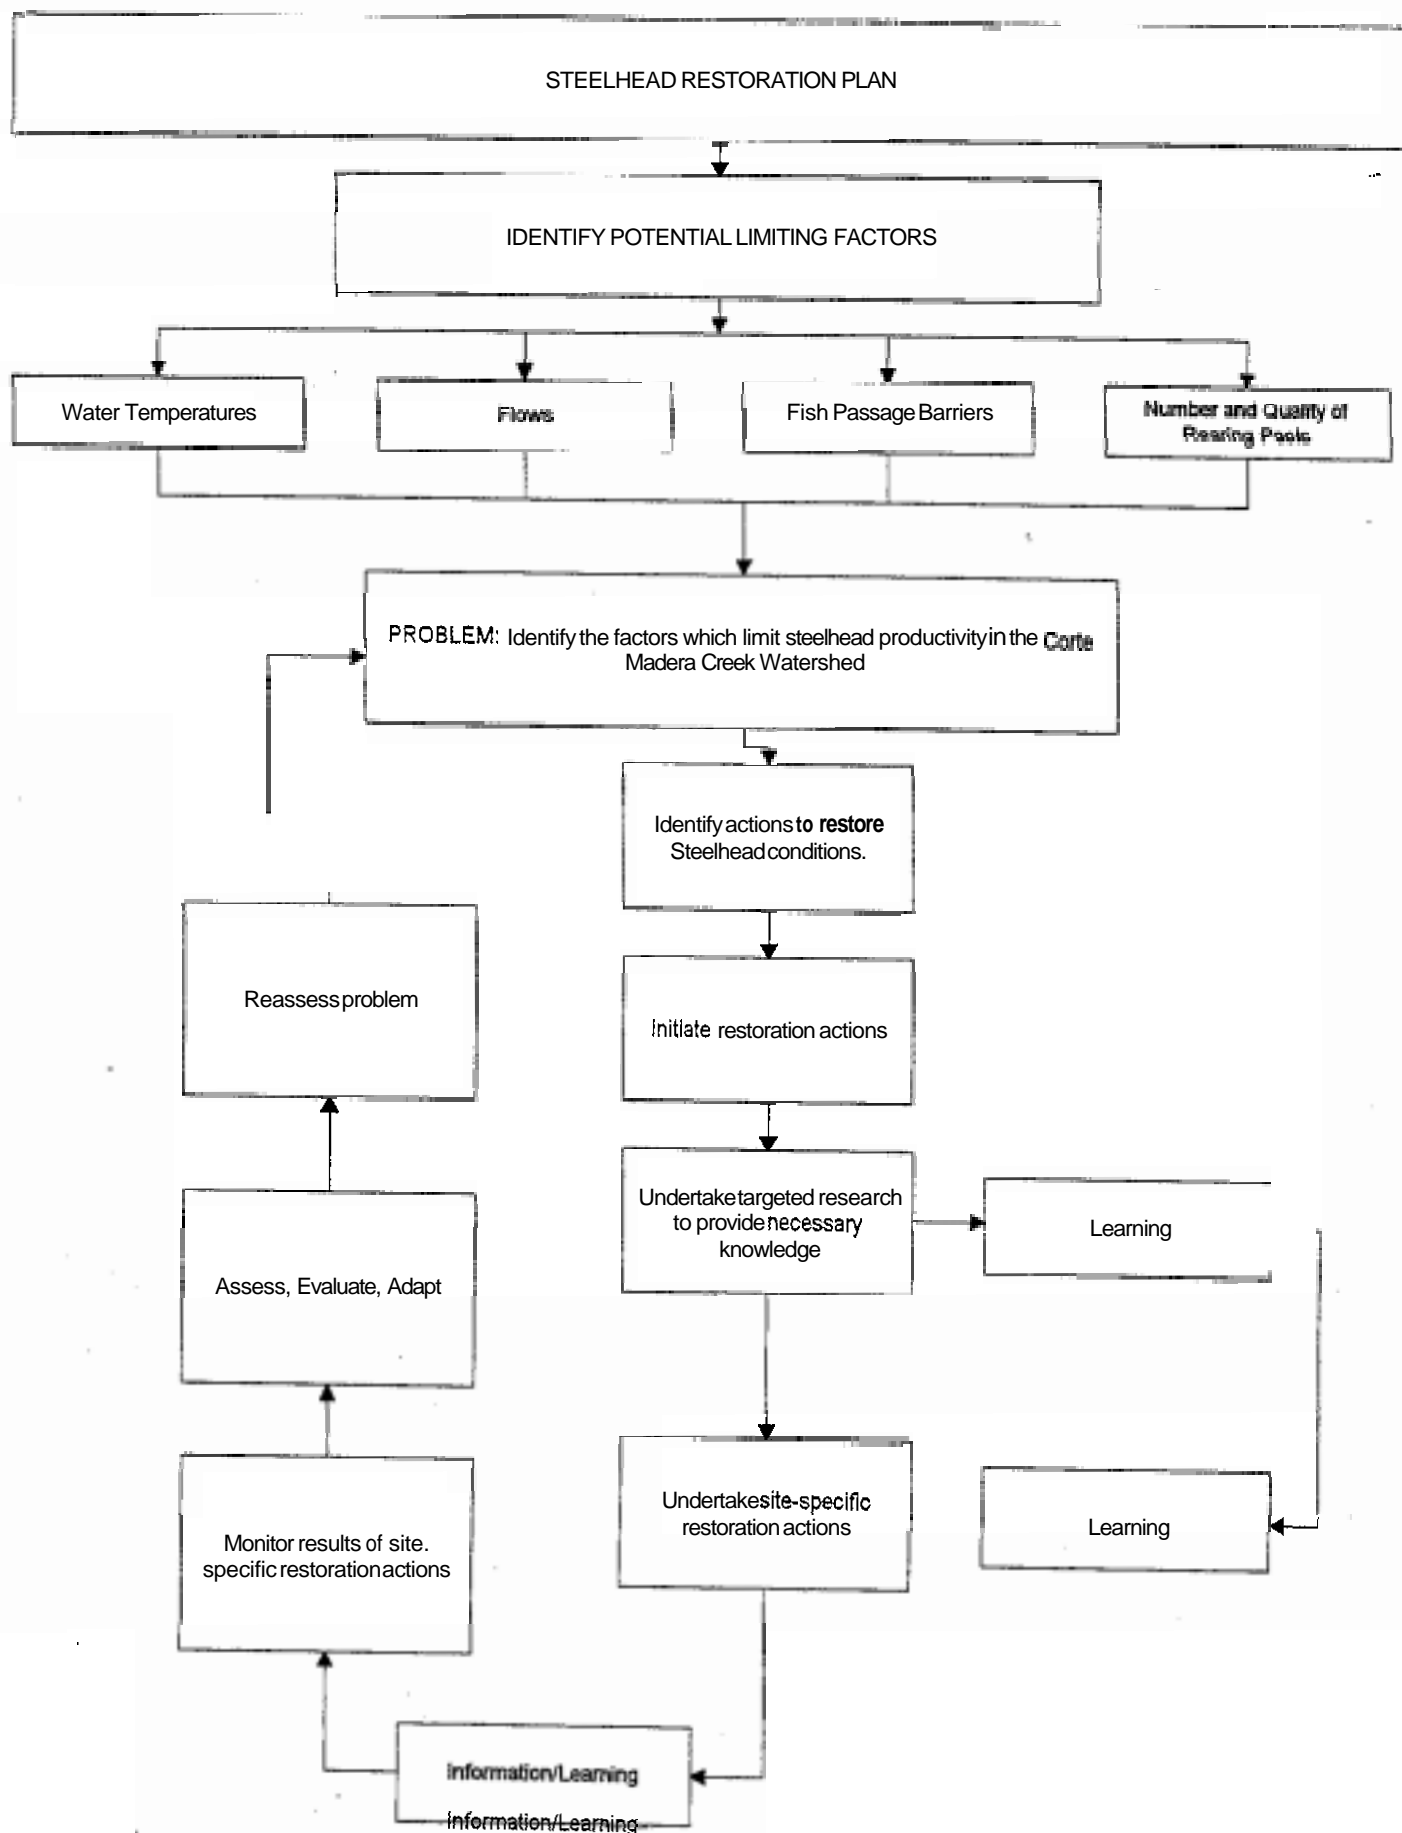 STEELHEAD RESTORATION PLAN
IDENTIFY POTENTIAL LIMITING FACTORS
Water Temperatures
Flows
Fish Passage Barriers
Number and Quality of
Rearing Pools
PROBLEM: Identify the factors which limit steelhead productivity in the Corte
Madera Creek Watershed
Identify actions to restore
Steelhead conditions.
Reassess problem
Initiate restoration actions
Undertake targeted research
to provide necessary
knowledge
Learning
Assess, Evaluate, Adapt
Undertake site-specific
restoration actions
Learning
Monitor results of site.
specific restoration actions
Information/Learning
Information/Learning